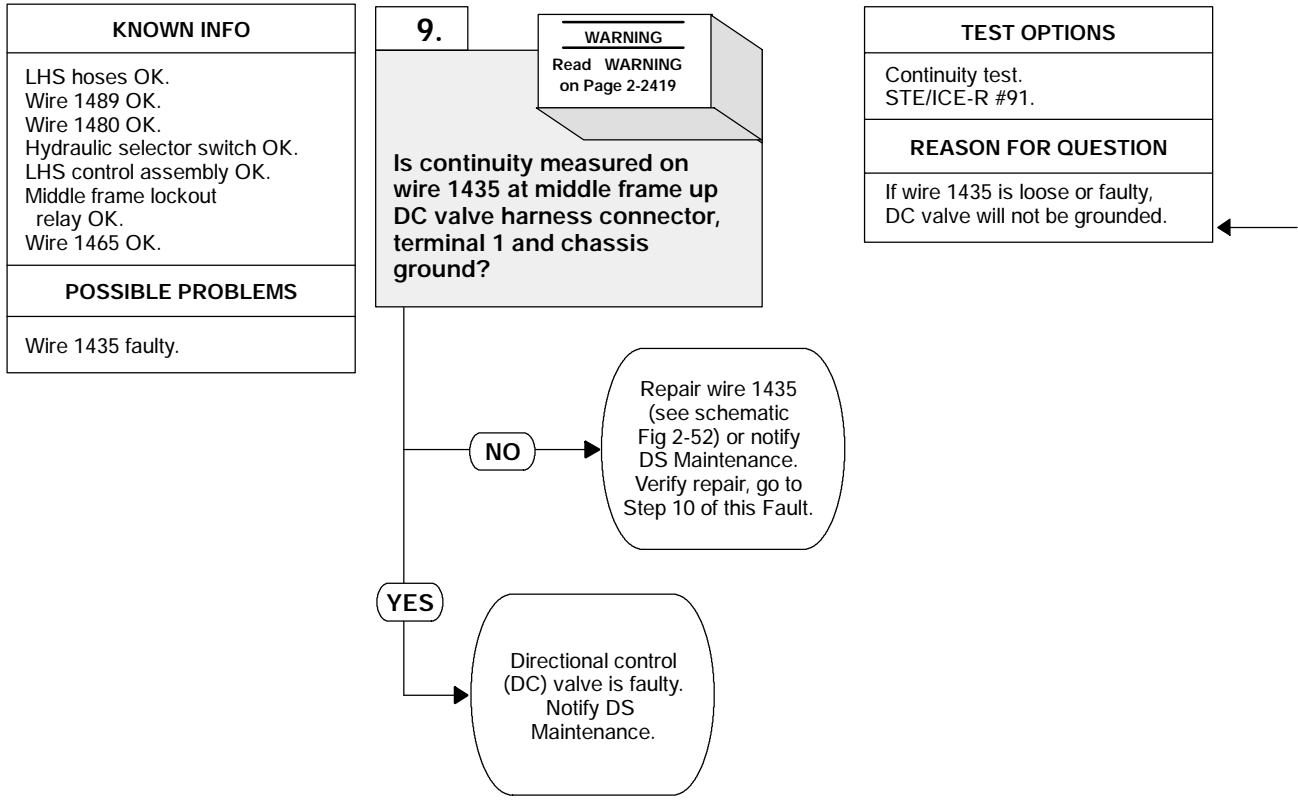 KNOWN INFO
LHS hoses OK.
Wire 1489 OK.
Wire 1480 OK.
Hydraulic selector switch OK.
LHS control assembly OK.
Middle frame lockout
relay OK.
Wire 1465 OK.
POSSIBLE PROBLEMS
Wire 1435 faulty.
9.
WARNING
Read WARNING
on Page 2-2419
Is continuity measured on
wire 1435 at middle frame up
DC valve harness connector,
terminal 1 and chassis
ground?
TEST OPTIONS
Continuity test.
STE/ICE-R #91.
REASON FOR QUESTION
If wire 1435 is loose or faulty,
DC valve will not be grounded.
NO
Repair wire 1435
(see schematic
Fig 2-52) or notify
DS Maintenance.
Verify repair, go to
Step 10 of this Fault.
YES
Directional control
(DC) valve is faulty.
Notify DS
Maintenance.